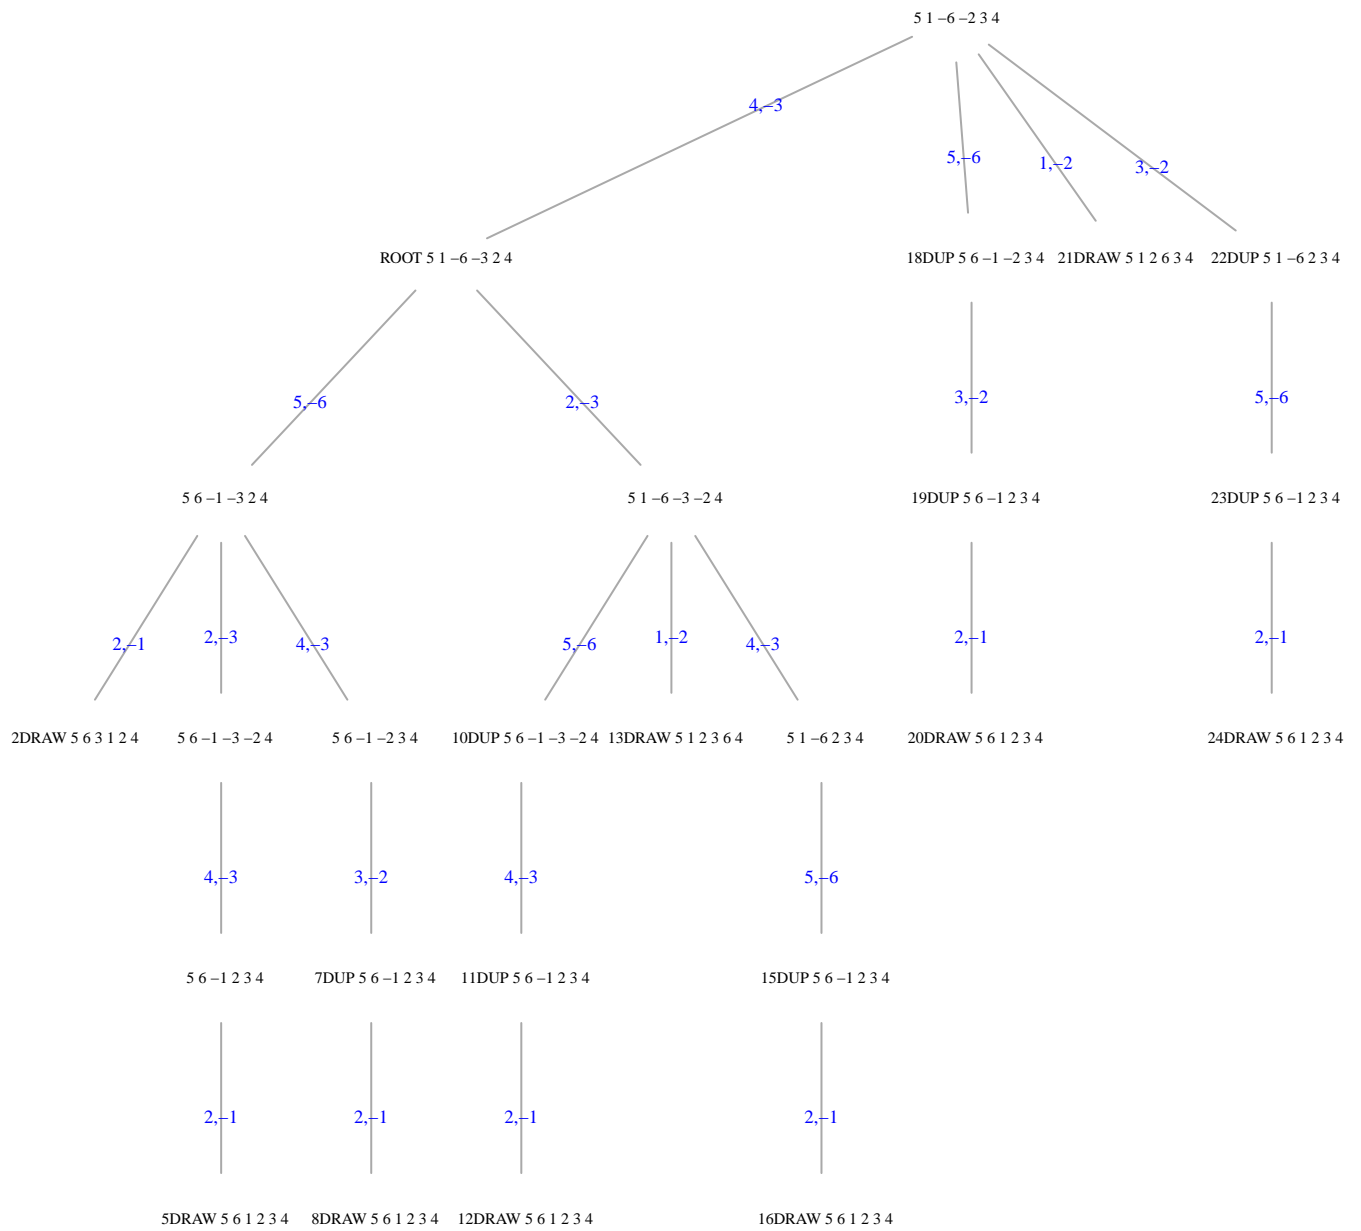 5 1 –6 –2 3 4
4,–3
5,–6
1,–2
3,–2
ROOT 5 1 –6 –3 2 4
18DUP 5 6 –1 –2 3 4
21DRAW 5 1 2 6 3 4
22DUP 5 1 –6 2 3 4
5,–6
2,–3
3,–2
5,–6
5 6 –1 –3 2 4
5 1 –6 –3 –2 4
19DUP 5 6 –1 2 3 4
23DUP 5 6 –1 2 3 4
2,–1
2,–3
4,–3
5,–6
1,–2
4,–3
2,–1
2,–1
2DRAW 5 6 3 1 2 4
5 6 –1 –3 –2 4
5 6 –1 –2 3 4
10DUP 5 6 –1 –3 –2 4
13DRAW 5 1 2 3 6 4
5 1 –6 2 3 4
20DRAW 5 6 1 2 3 4
24DRAW 5 6 1 2 3 4
4,–3
3,–2
4,–3
5,–6
5 6 –1 2 3 4
7DUP 5 6 –1 2 3 4
11DUP 5 6 –1 2 3 4
15DUP 5 6 –1 2 3 4
2,–1
2,–1
2,–1
2,–1
5DRAW 5 6 1 2 3 4
8DRAW 5 6 1 2 3 4
12DRAW 5 6 1 2 3 4
16DRAW 5 6 1 2 3 4